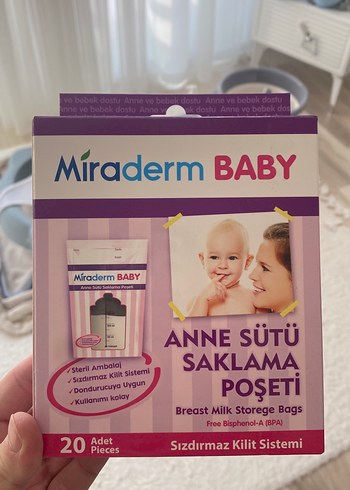 ve bebek dostu Anne ve bebek dostu Anne ve bebek dostu Anne
Miraderm BABY
Miraderm BABY
Anne Sütü Saklama Poşeti
✓Steril Ambalaj
✓Sızdırmaz Kilit Sistemi
✓Dondurucuya Uygun
✓Kullanımı kolay
ANNE SÜTÜ
SAKLAMA
POŞETİ
Breast Milk Storege Bags
Free Bisphenol-A (BPA)
20 Adet
Pieces
Sızdırmaz Kilit Sistemi